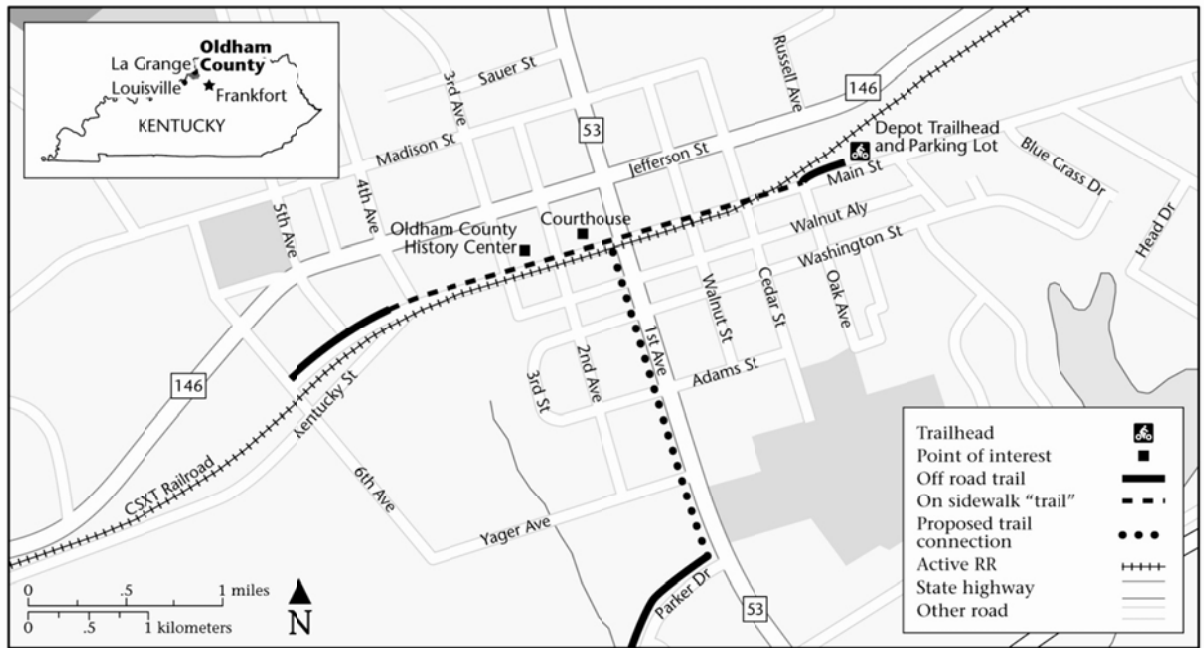 Oldham
County
La Grange
Louisville
Frankfort
KENTUCKY
Sauer St
3rd Ave
53
Russell Ave
146
Depot Trailhead
and Parking Lot
Madison St
Jefferson St
Main St
Blue Crass Dr
Head Dr
4th Ave
5th Ave
Courthouse
Oldham County
History Center
Walnut Aly
Washington St
Walnut St
Cedar St
Oak Ave
1st Ave
2nd Ave
3rd St
Adams St
146
Kentucky St
CSXT Railroad
6th Ave
Yager Ave
Parker Dr
53
0 .5 1 miles
0 .5 1 kilometers
N
Trailhead
Point of interest
Off road trail
On sidewalk “trail”
Proposed trail
connection
Active RR
State highway
Other road